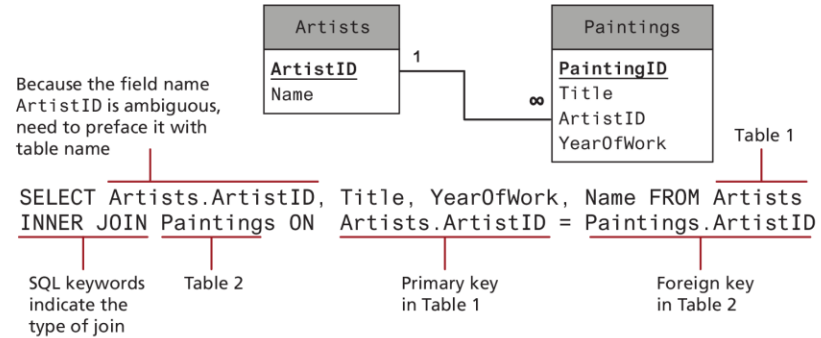 Artists
ArtistID
Name
1
∞
Paintings
PaintingID
Title
ArtistID
YearOfWork
Because the field name
ArtistID is ambiguous,
need to preface it with
table name
Table 1
SELECT Artists.ArtistID, Title, YearOfWork, Name FROM Artists
INNER JOIN Paintings ON Artists.ArtistID = Paintings.ArtistID
SQL keywords
indicate the
type of join
Table 2
Primary key
in Table 1
Foreign key
in Table 2